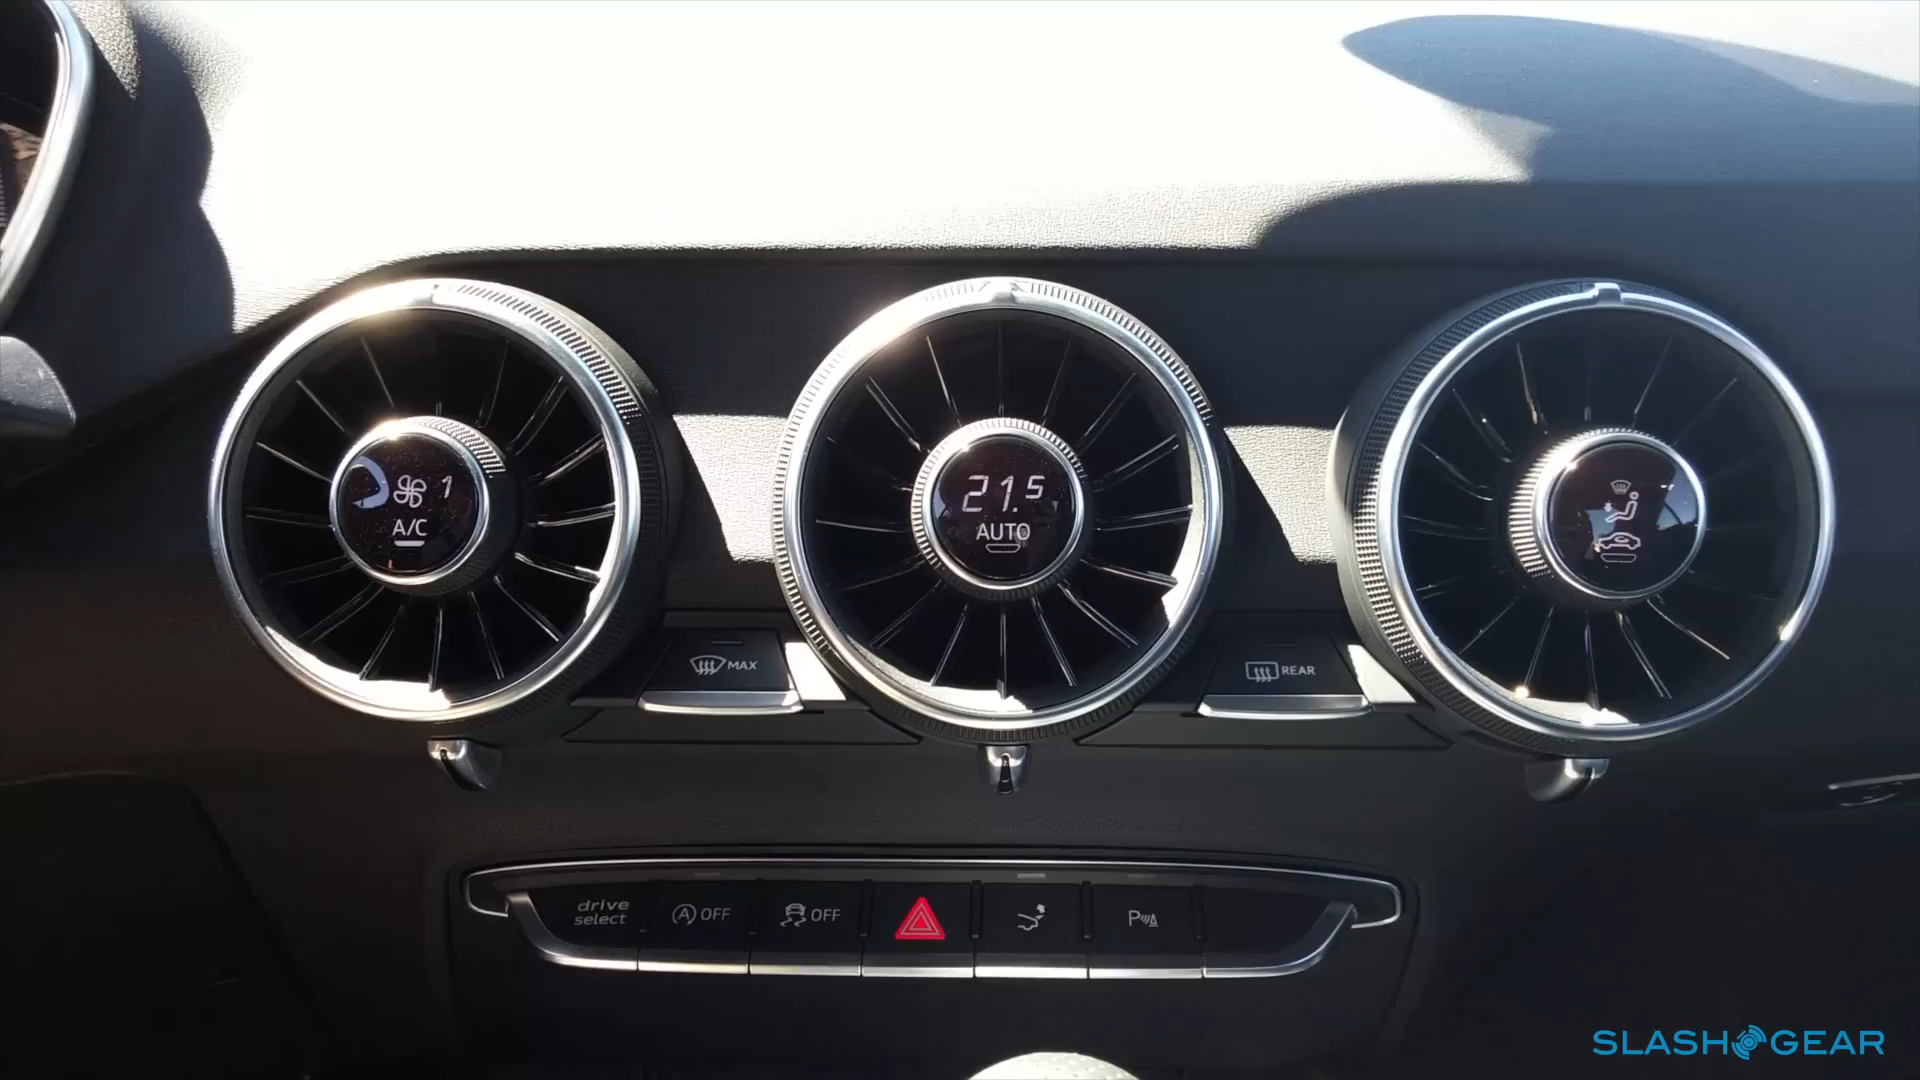 1
A/C
21.5
AUTO
MAX
REAR
drive
select
A OFF
OFF
P
SLASHGEAR